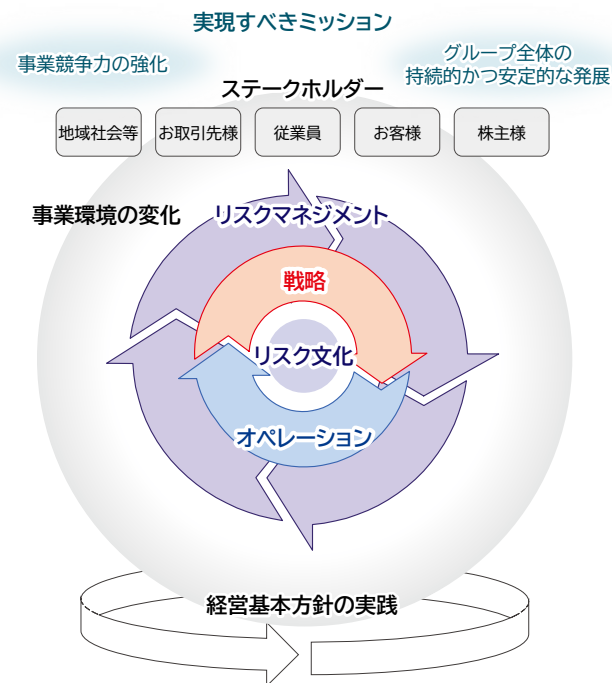 実現すべきミッション
事業競争力の強化
グループ全体の
持続的かつ安定的な発展
ステークホルダー
地域社会等
お取引先様
従業員
お客様
株主様
事業環境の変化
リスクマネジメント
戦略
リスク文化
オペレーション
経営基本方針の実践